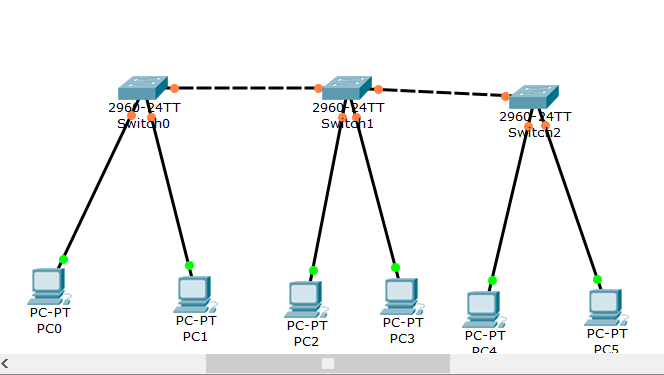 2960-24TT
Switch0
2960-24TT
Switch1
2960-24TT
Switch2
PC-PT
PC0
PC-PT
PC1
PC-PT
PC2
PC-PT
PC3
PC-PT
PC4
PC-PT
PC5